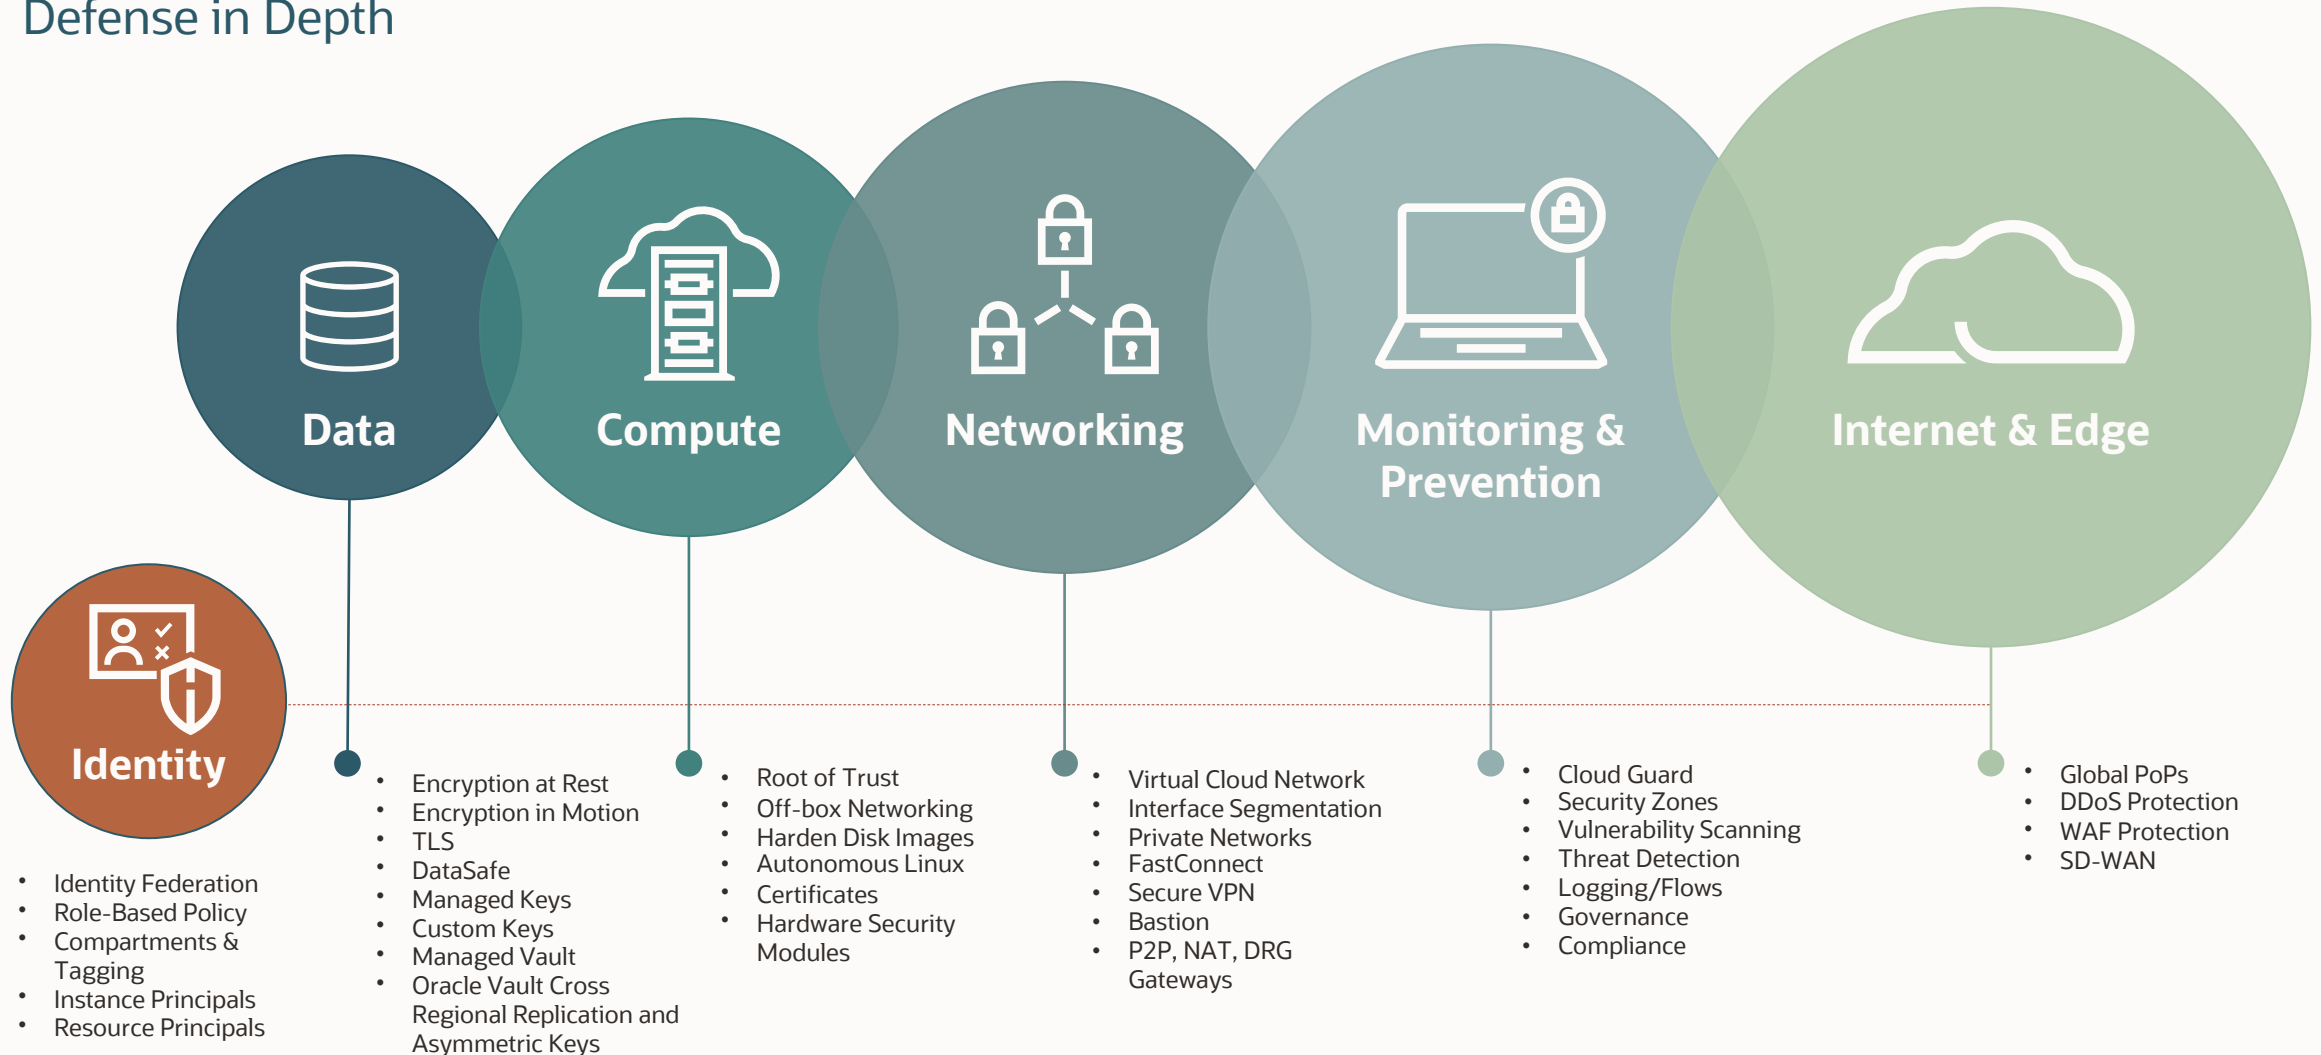 Defense in Depth
Data
Compute
Networking
Monitoring &
Prevention
Internet & Edge
Identity
• Identity Federation
• Role-Based Policy
• Compartments &
Tagging
• Instance Principals
• Resource Principals
• Encryption at Rest
• Encryption in Motion
• TLS
• DataSafe
• Managed Keys
• Custom Keys
• Managed Vault
• Oracle Vault Cross
Regional Replication and
Asymmetric Keys
• Root of Trust
• Off-box Networking
• Harden Disk Images
• Autonomous Linux
• Certificates
• Hardware Security
Modules
• Virtual Cloud Network
• Interface Segmentation
• Private Networks
• FastConnect
• Secure VPN
• Bastion
• P2P, NAT, DRG
Gateways
• Cloud Guard
• Security Zones
• Vulnerability Scanning
• Threat Detection
• Logging/Flows
• Governance
• Compliance
• Global PoPs
• DDoS Protection
• WAF Protection
• SD-WAN